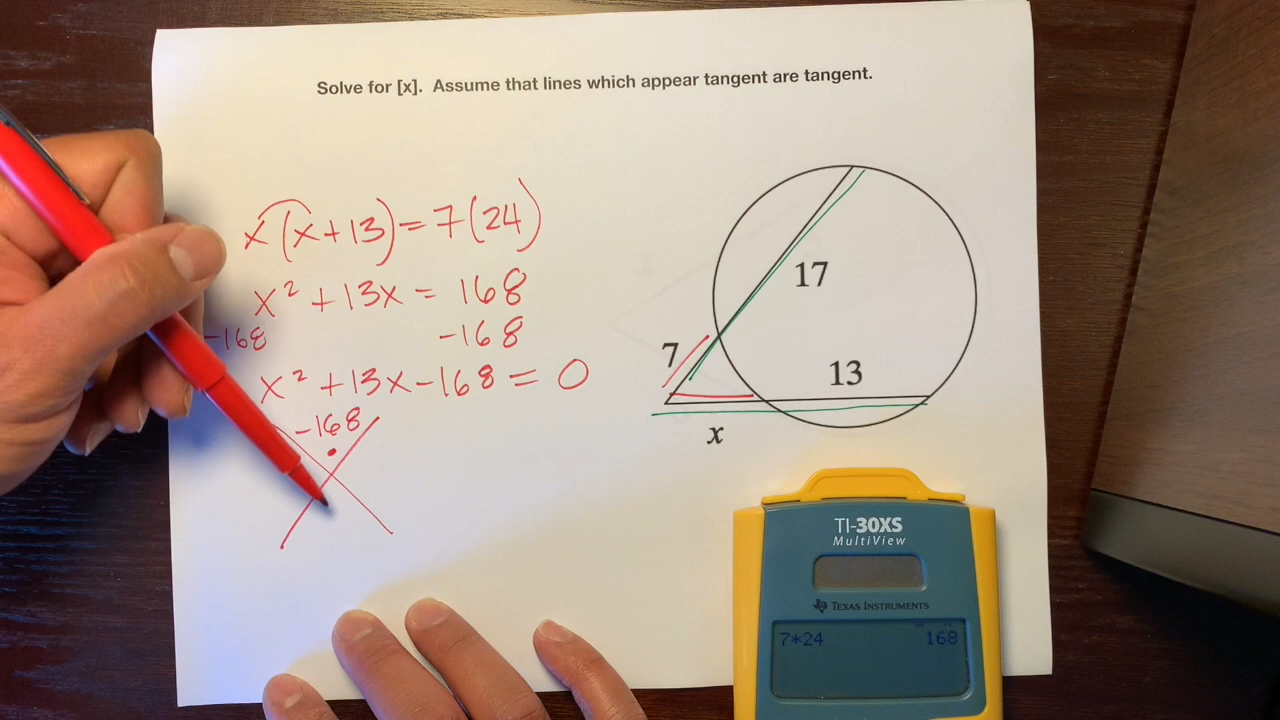 Solve for [x].  Assume that lines which appear tangent are tangent.
x(x+13)=7(24)
x² + 13x = 168
-168 -168
x² + 13x - 168 = 0
-168
17
7
13
x
TI-30XS
MultiView
TEXAS INSTRUMENTS
7*24 168